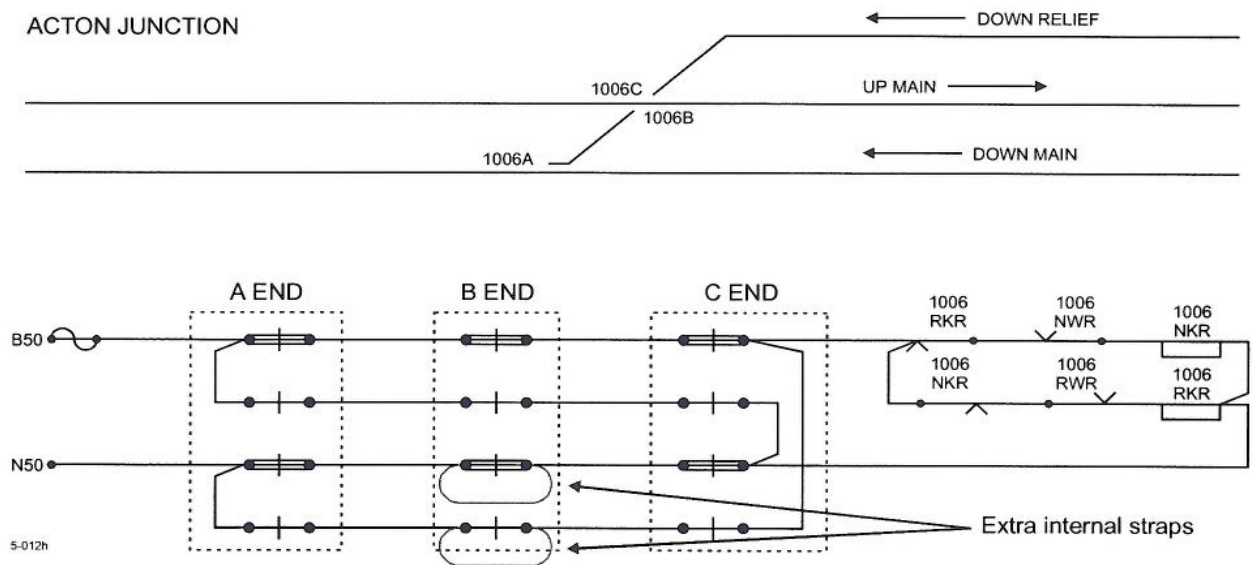 ACTON JUNCTION
DOWN RELIEF
1006C
UP MAIN
1006B
1006A
DOWN MAIN
A END
B END
C END
1006
RKR
1006
NWR
1006
NKR
B50
1006
NKR
1006
RWR
1006
RKR
N50
Extra internal straps
5-012h